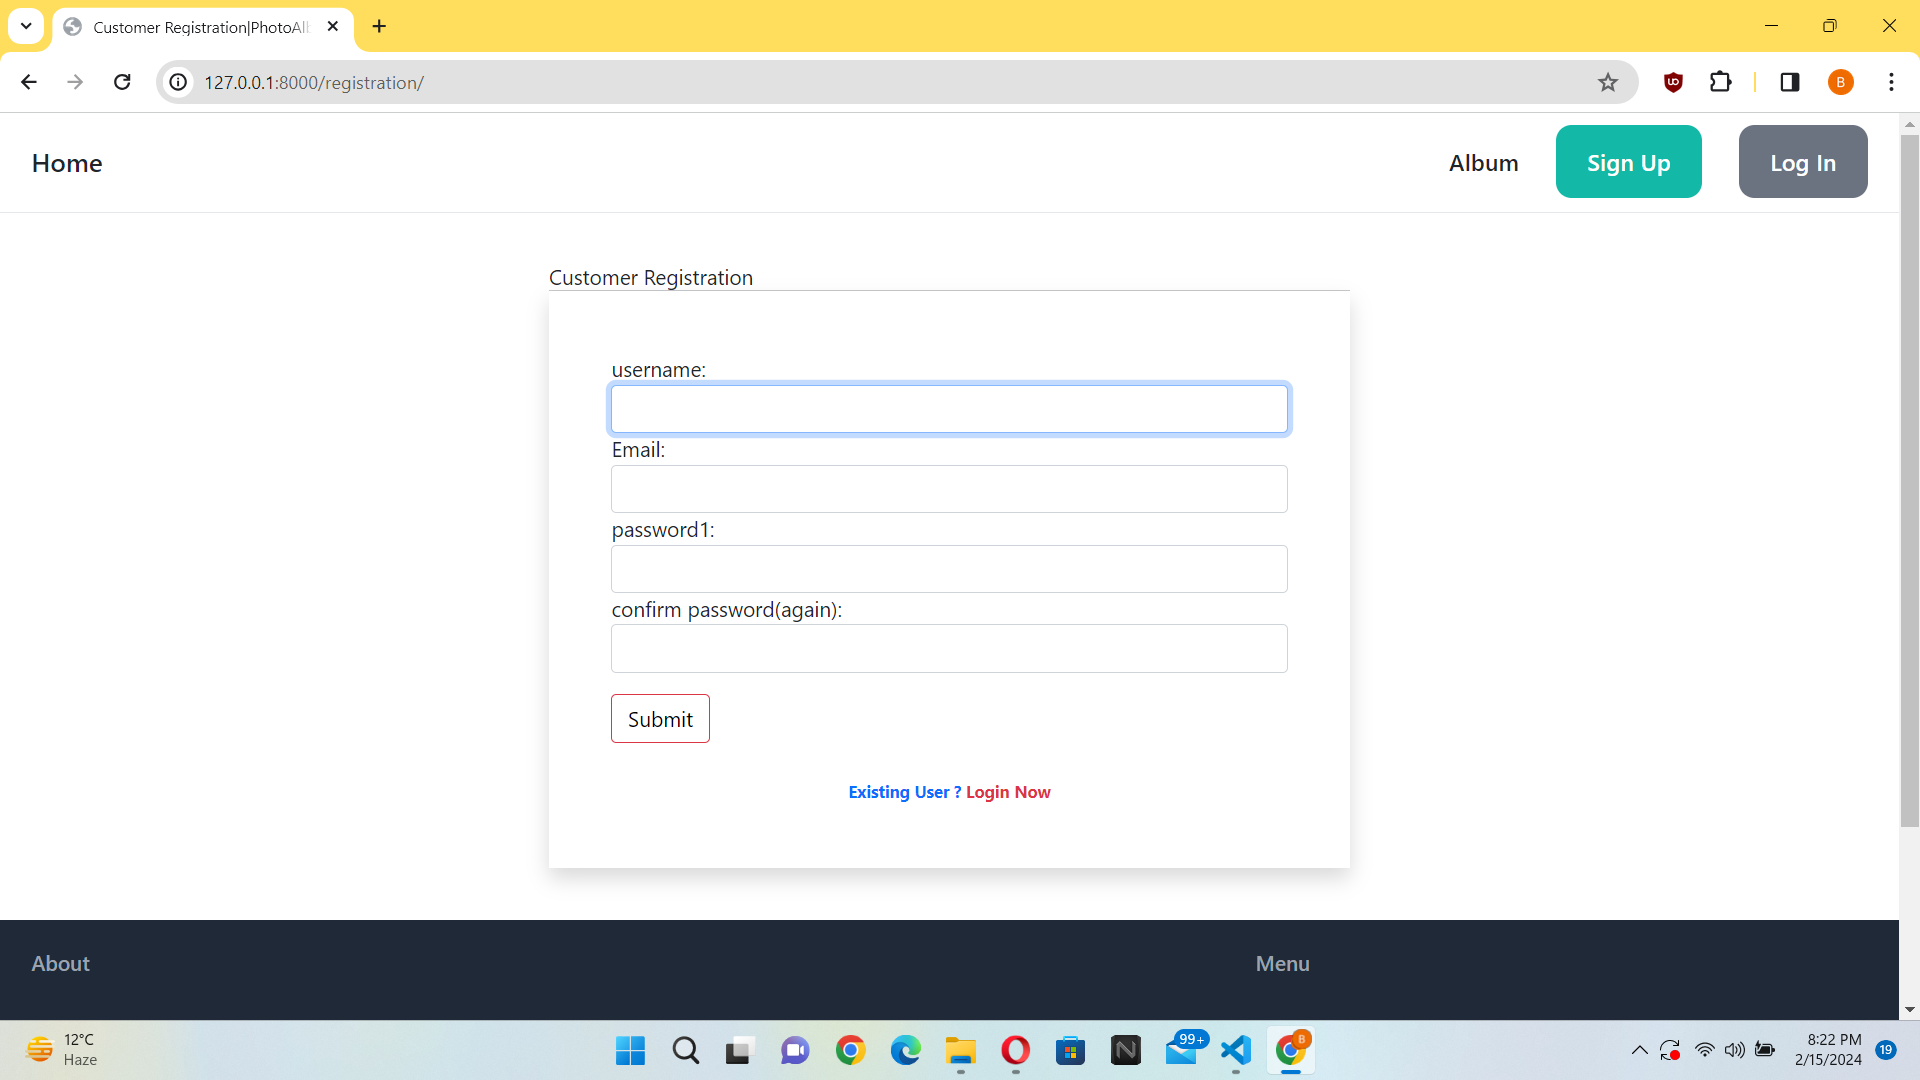 Customer Registration|PhotoAlb
127.0.0.1:8000/registration/
B
Home
Album
Sign Up
Log In
Customer Registration
username:
Email:
password1:
confirm password(again):
Submit
Existing User ? Login Now
About
Menu
12°C
Haze
99+
B
8:22 PM
2/15/2024
19